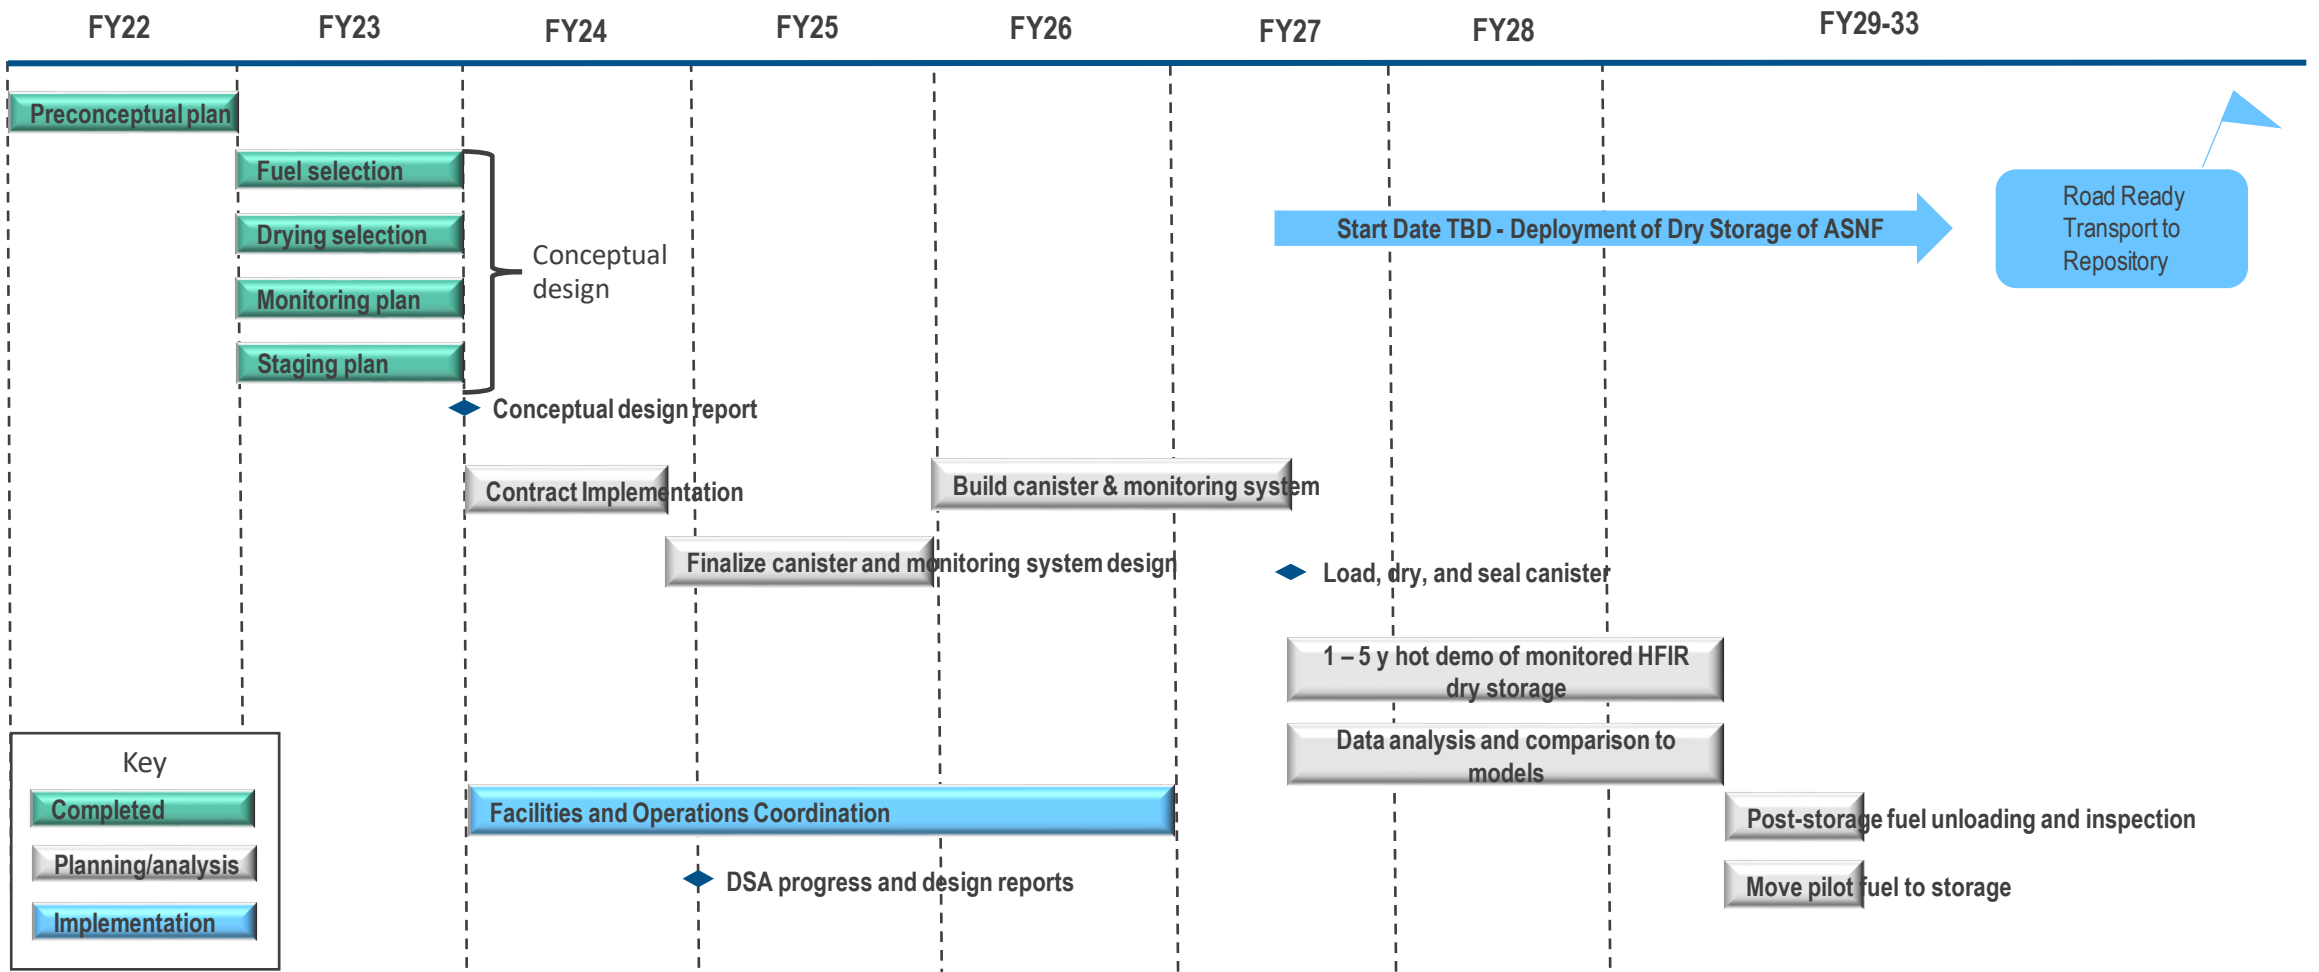 FY22
FY23
FY24
FY25
FY26
FY27
FY28
FY29-33
Preconceptual plan
Fuel selection
Drying selection
Monitoring plan
Staging plan
Conceptual
design
Conceptual design report
Start Date TBD - Deployment of Dry Storage of ASNF
Road Ready
Transport to
Repository
Contract Implementation
Build canister & monitoring system
Finalize canister and monitoring system design
Load, dry, and seal canister
1 – 5 y hot demo of monitored HFIR
dry storage
Data analysis and comparison to
models
Facilities and Operations Coordination
Post-storage fuel unloading and inspection
DSA progress and design reports
Move pilot fuel to storage
Key
Completed
Planning/analysis
Implementation